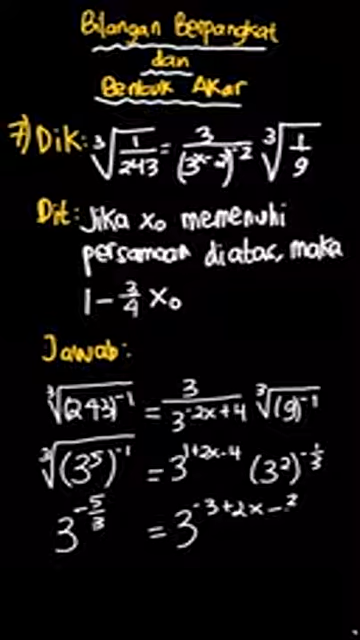 Bilangan Berpangkat
dan
Bentuk Akar
7) Dik: ∛(1/243) = 3/(3^(x-2))^-2 ∛(1/9)
Dit: Jika x₀ memenuhi
persamaan diatas, maka
1 - 3/4 x₀
Jawab:
∛(243)^-1 = 3/3^(-2x+4) ∛(9)^-1
∛(3^5)^-1 = 3^(1+2x-4) (3^2)^(-1/3)
3^(-5/3) = 3^(-3+2x-2